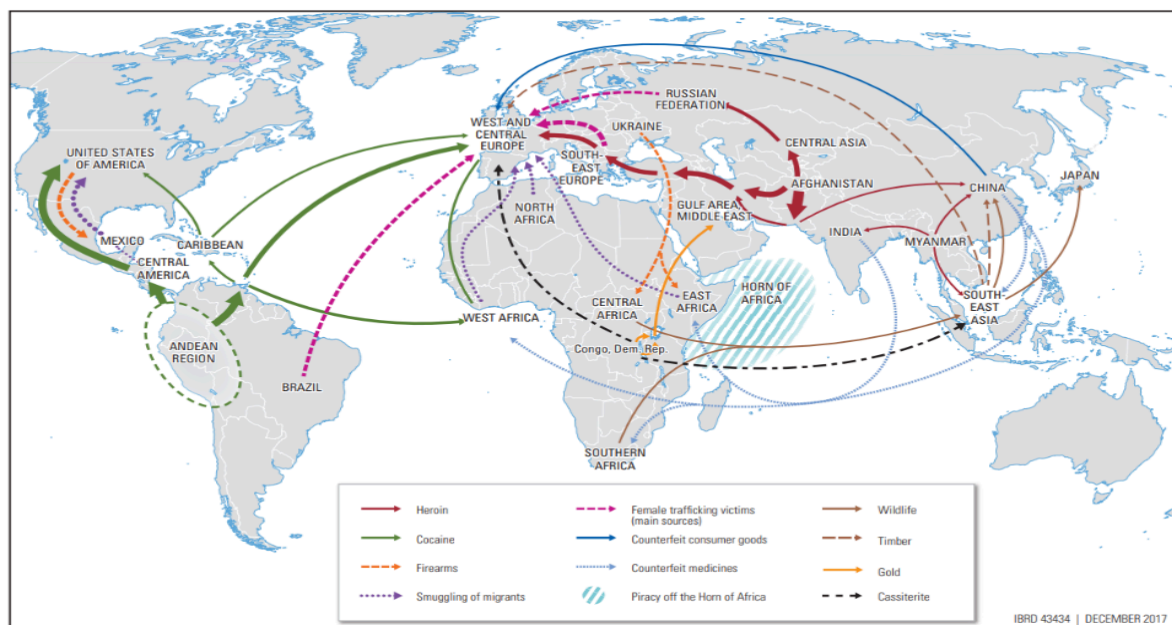 RUSSIAN
FEDERATION
WEST AND
CENTRAL
EUROPE
UKRAINE
CENTRAL ASIA
UNITED STATES
OF AMERICA
SOUTH-
EAST EUROPE
AFGHANISTAN
CHINA
JAPAN
NORTH
AFRICA
GULF AREA,
MIDDLE EAST
MEXICO
CARIBBEAN
INDIA
MYANMAR
CENTRAL
AMERICA
HORN OF
AFRICA
SOUTH-
EAST
ASIA
CENTRAL
AFRICA
EAST
AFRICA
WEST AFRICA
ANDEAN
REGION
Congo, Dem. Rep.
BRAZIL
SOUTHERN
AFRICA
Heroin
Cocaine
Firearms
Smuggling of migrants
Female trafficking victims
(main sources)
Counterfeit consumer goods
Counterfeit medicines
Piracy off the Horn of Africa
Wildlife
Timber
Gold
Cassiterite
IBRD 43434 | DECEMBER 2017